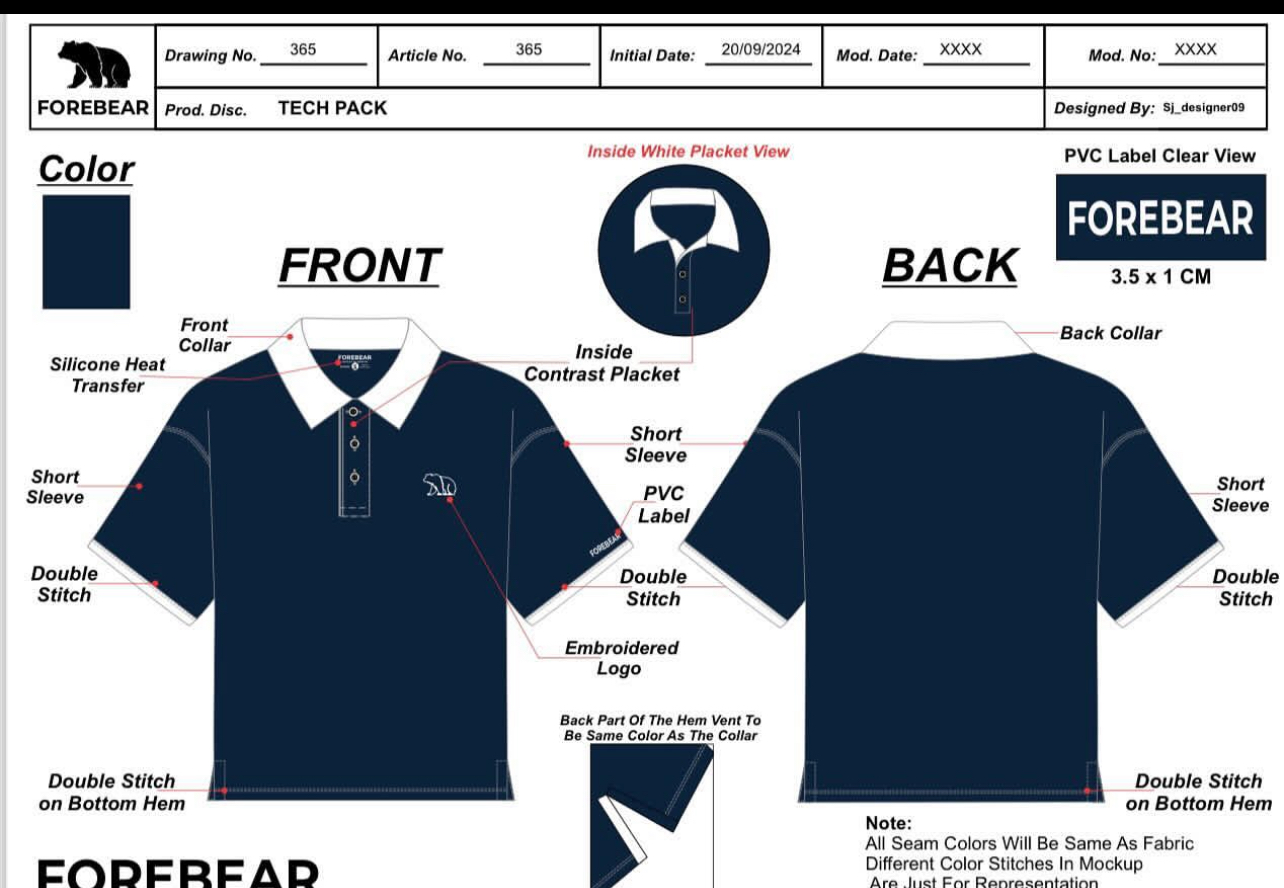 FOREBEAR
Drawing No. 365
Article No. 365
Initial Date: 20/09/2024
Mod. Date: XXXX
Mod. No: XXXX
Prod. Disc. TECH PACK
Designed By: Sj_designer09
Color
Inside White Placket View
PVC Label Clear View
FOREBEAR
3.5 x 1 CM
FRONT
BACK
Front
Collar
Silicone Heat
Transfer
FOREBEAR
Inside
Contrast Placket
Back Collar
Short
Sleeve
Short
Sleeve
PVC
Label
Short
Sleeve
FOREBEAR
Double
Stitch
Double
Stitch
Double
Stitch
Embroidered
Logo
Back Part Of The Hem Vent To
Be Same Color As The Collar
Double Stitch
on Bottom Hem
Double Stitch
on Bottom Hem
Note:
All Seam Colors Will Be Same As Fabric
Different Color Stitches In Mockup
Are Just For Representation
FOREBEAR